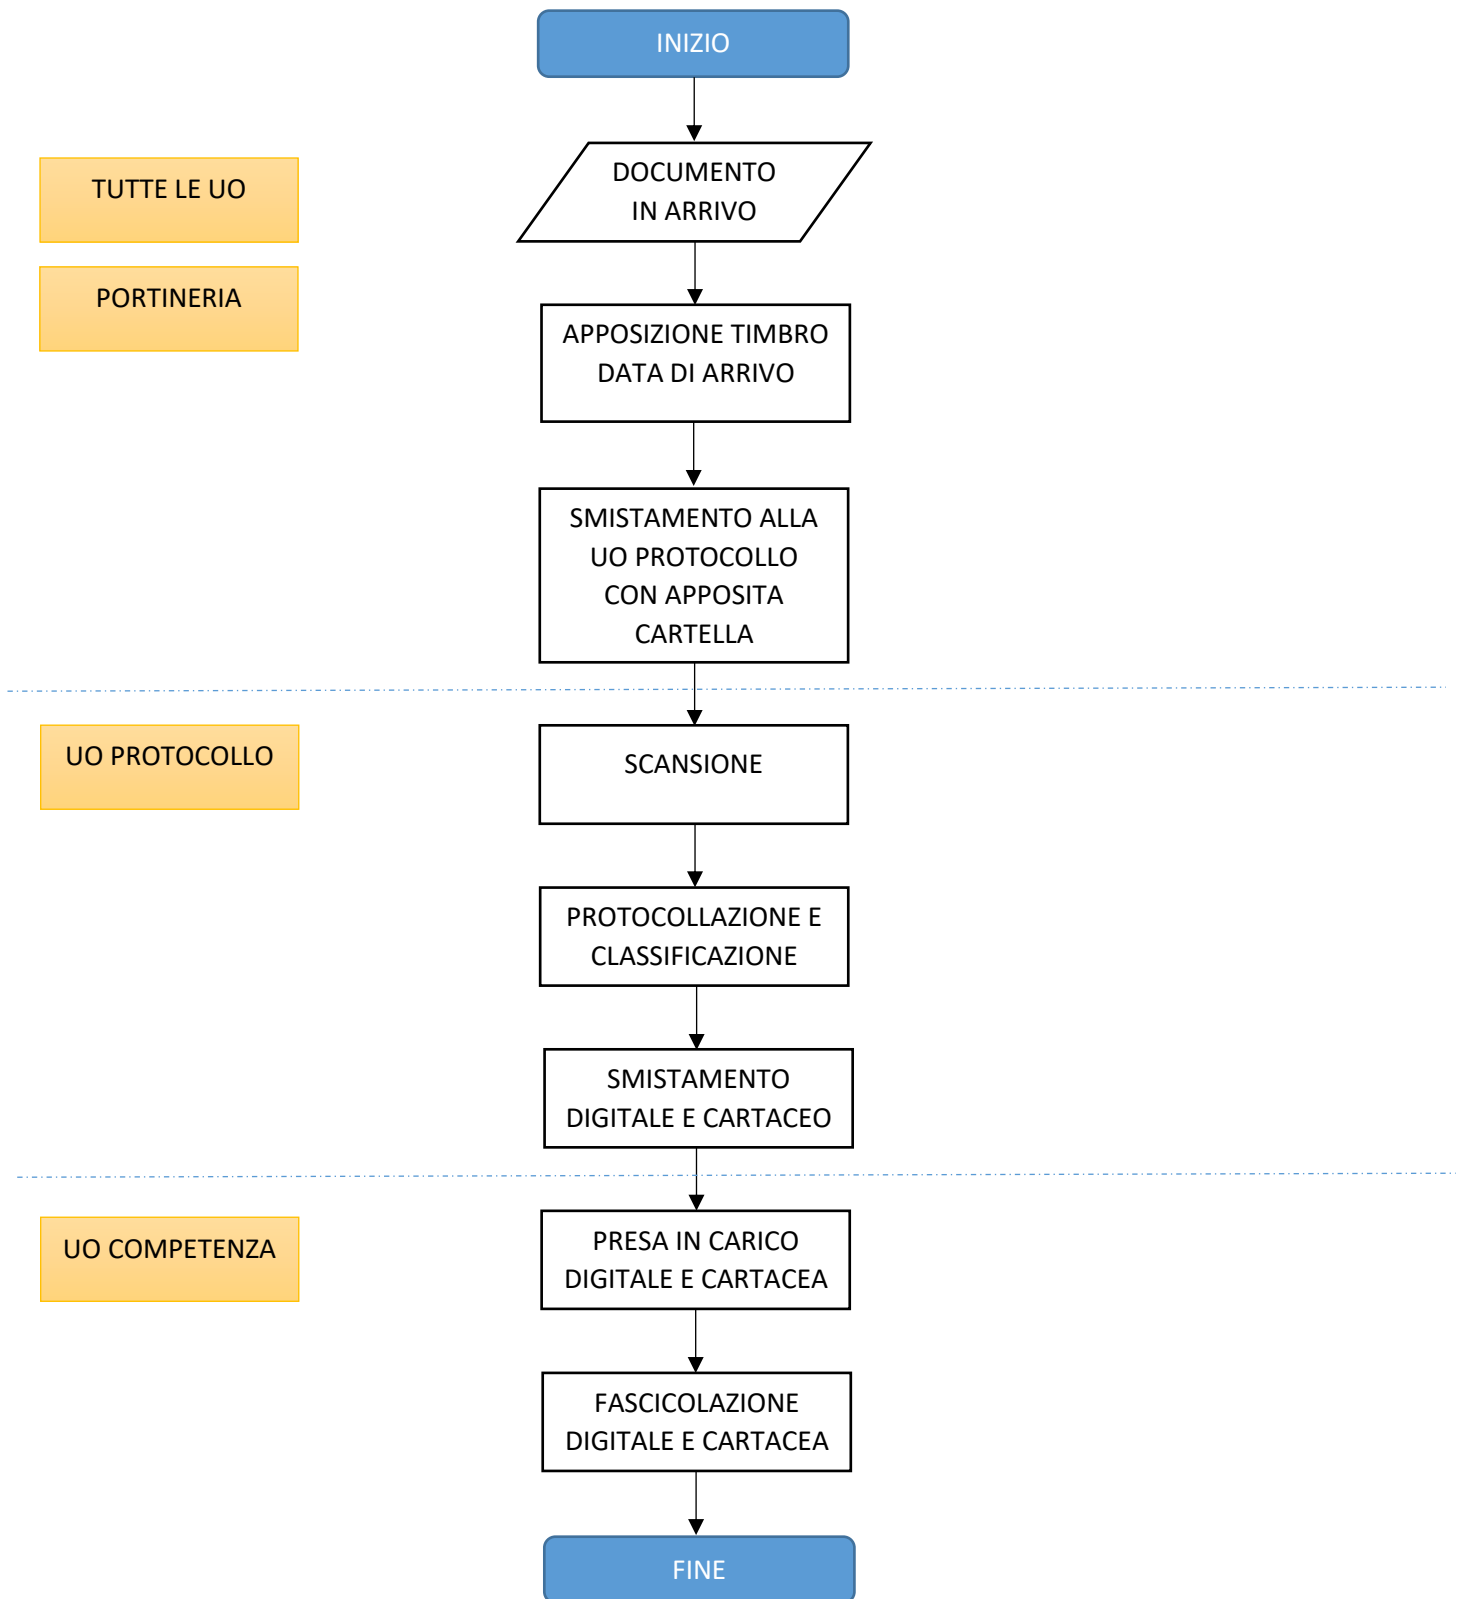 INIZIO
TUTTE LE UO
DOCUMENTO
IN ARRIVO
PORTINERIA
APPOSIZIONE TIMBRO
DATA DI ARRIVO
SMISTAMENTO ALLA
UO PROTOCOLLO
CON APPOSITA
CARTELLA
UO PROTOCOLLO
SCANSIONE
PROTOCOLLAZIONE E
CLASSIFICAZIONE
SMISTAMENTO
DIGITALE E CARTACEO
UO COMPETENZA
PRESA IN CARICO
DIGITALE E CARTACEA
FASCICOLAZIONE
DIGITALE E CARTACEA
FINE